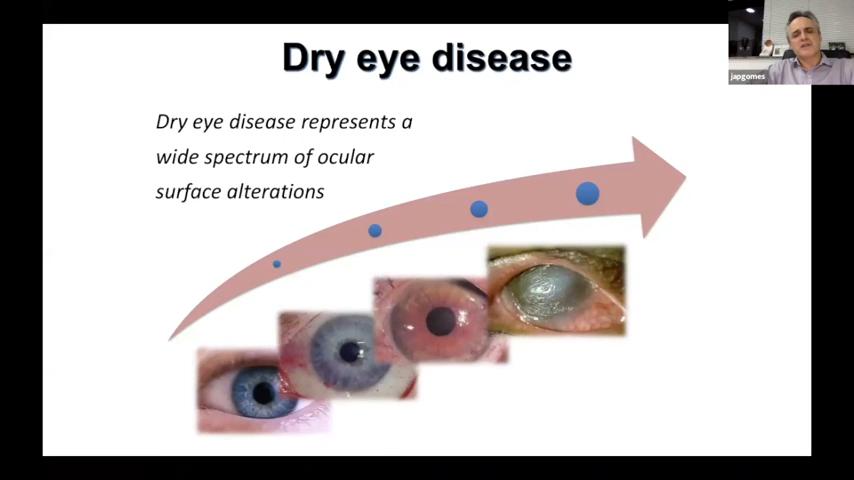 Dry eye disease
japgomes
Dry eye disease represents a
wide spectrum of ocular
surface alterations